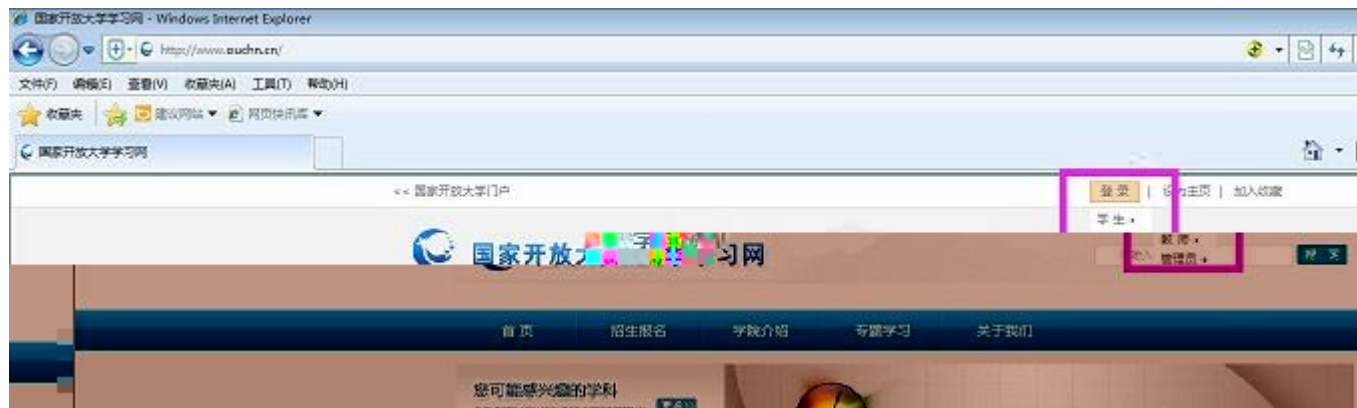 国家开放大学学习网 - Windows Internet Explorer
http://www.ouchn.cn/
文件(F) 编辑(E) 查看(V) 收藏夹(A) 工具(T) 帮助(H)
收藏夹 建议网站 网页快讯库
国家开放大学学习网
<< 国家开放大学门户 登录 | 设为主页 | 加入收藏
学生
国家开放大学学习网 教师
管理员 搜索
首页 招生报名 学院介绍 专题学习 关于我们
您可能感兴趣的学科